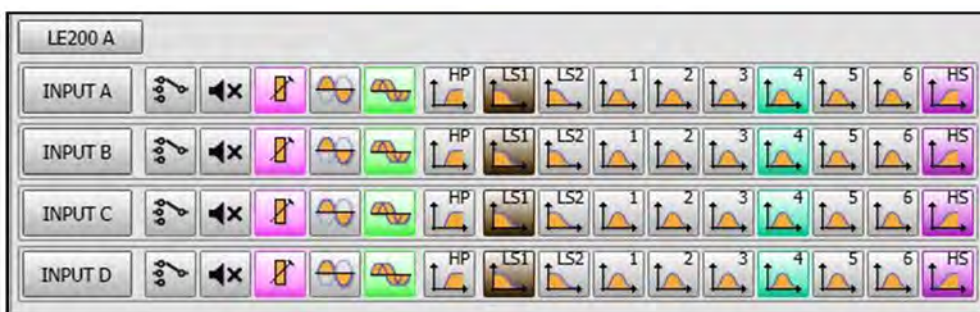 LE200 A
INPUT A HP LS1 LS2 1 2 3 4 5 6 HS
INPUT B HP LS1 LS2 1 2 3 4 5 6 HS
INPUT C HP LS1 LS2 1 2 3 4 5 6 HS
INPUT D HP LS1 LS2 1 2 3 4 5 6 HS